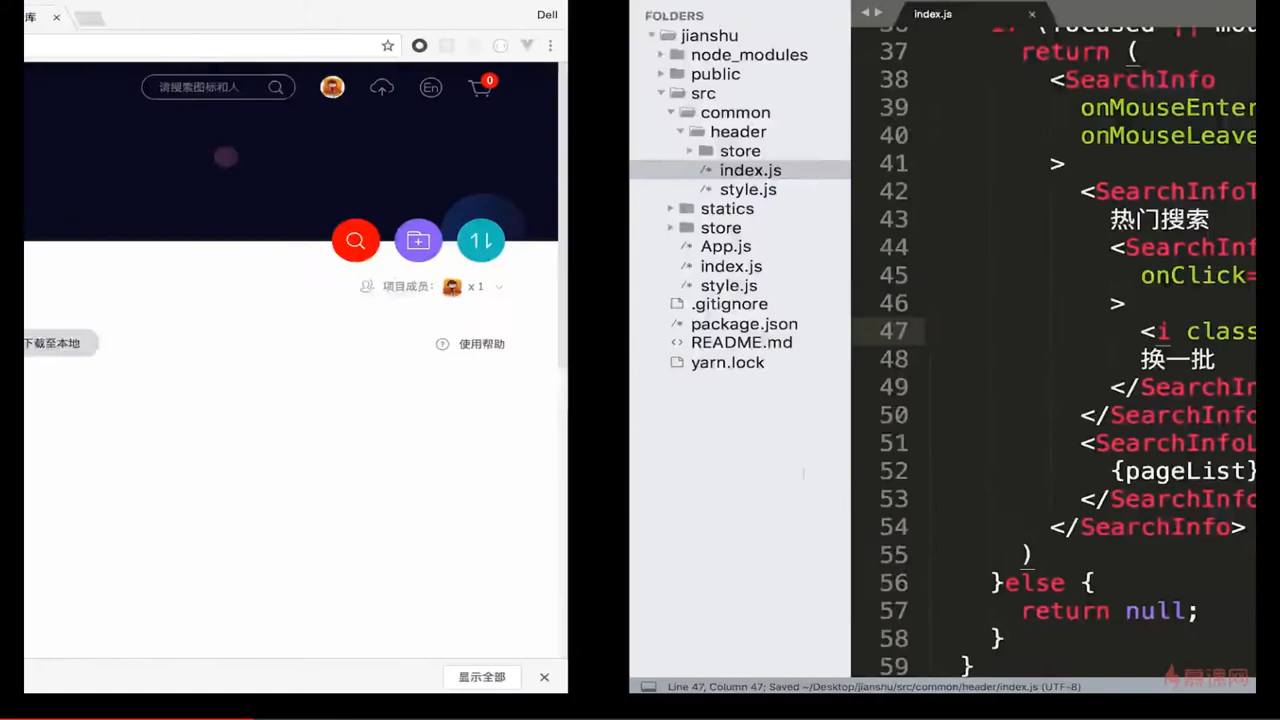 库
Dell
请搜索图标和人
En
0
项目成员:
x 1
下载至本地
使用帮助
显示全部
FOLDERS
jianshu
node_modules
public
src
common
header
store
index.js
style.js
statics
store
App.js
index.js
style.js
.gitignore
package.json
README.md
yarn.lock
index.js
37 return (
38 <SearchInfo
39 onMouseEnter
40 onMouseLeave
41 >
42 <SearchInfoT
43 热门搜索
44 <SearchInf
45 onClick=
46 >
47 <i class
48 换一批
49 </SearchIn
50 </SearchInfo
51 <SearchInfoL
52 {pageList}
53 </SearchInfo
54 </SearchInfo>
55 )
56 }else {
57 return null;
58 }
59 }
Line 47, Column 47; Saved ~/Desktop/jianshu/src/common/header/index.js (UTF-8)